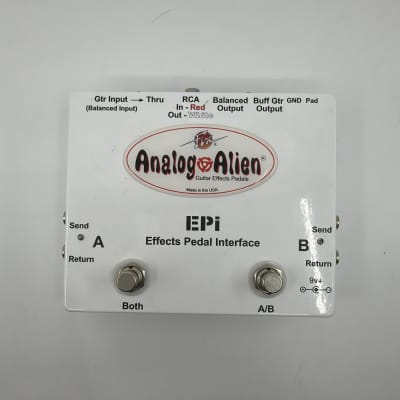 Gtr Input → Thru
(Balanced Input)
RCA
In - Red
Out - White
Balanced
Output
Buff Gtr
Output
GND Pad
Analog Alien®
Guitar Effects Pedals
Made in the USA
EPi
Effects Pedal Interface
Send
A
Return
Send
B
Return
Both
A/B
9v+